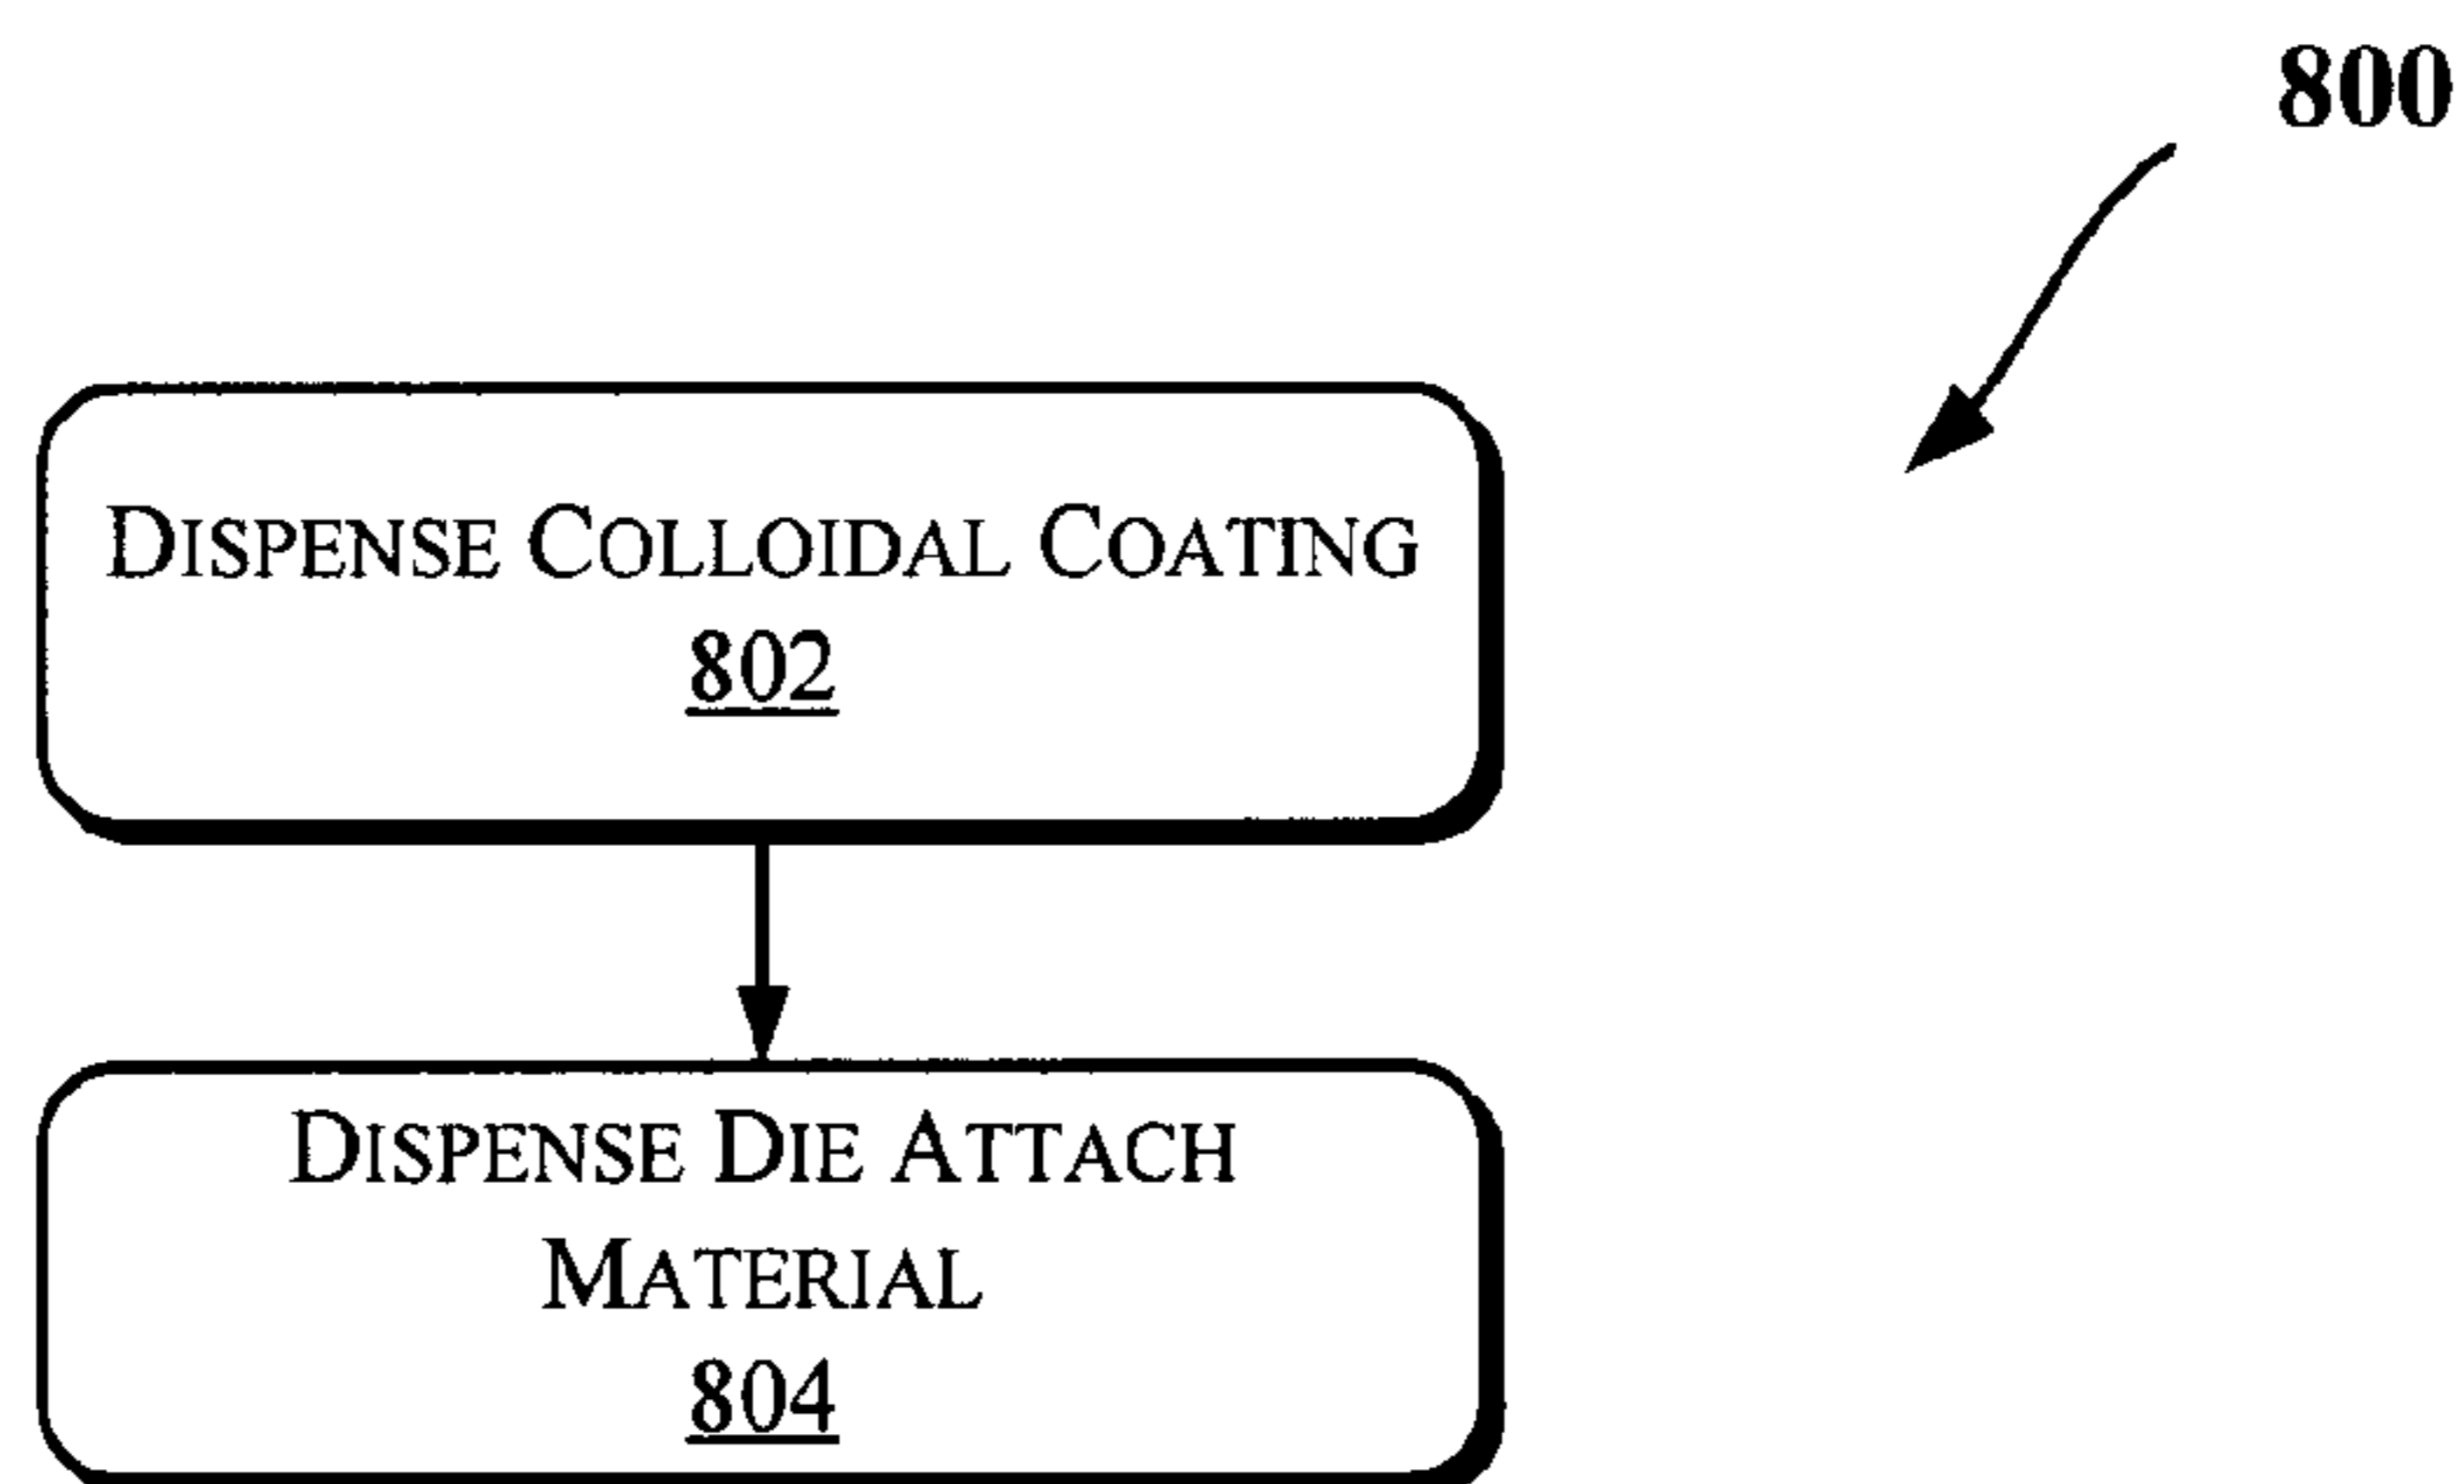 800
DISPENSE COLLOIDAL COATING
802
DISPENSE DIE ATTACH
MATERIAL
804